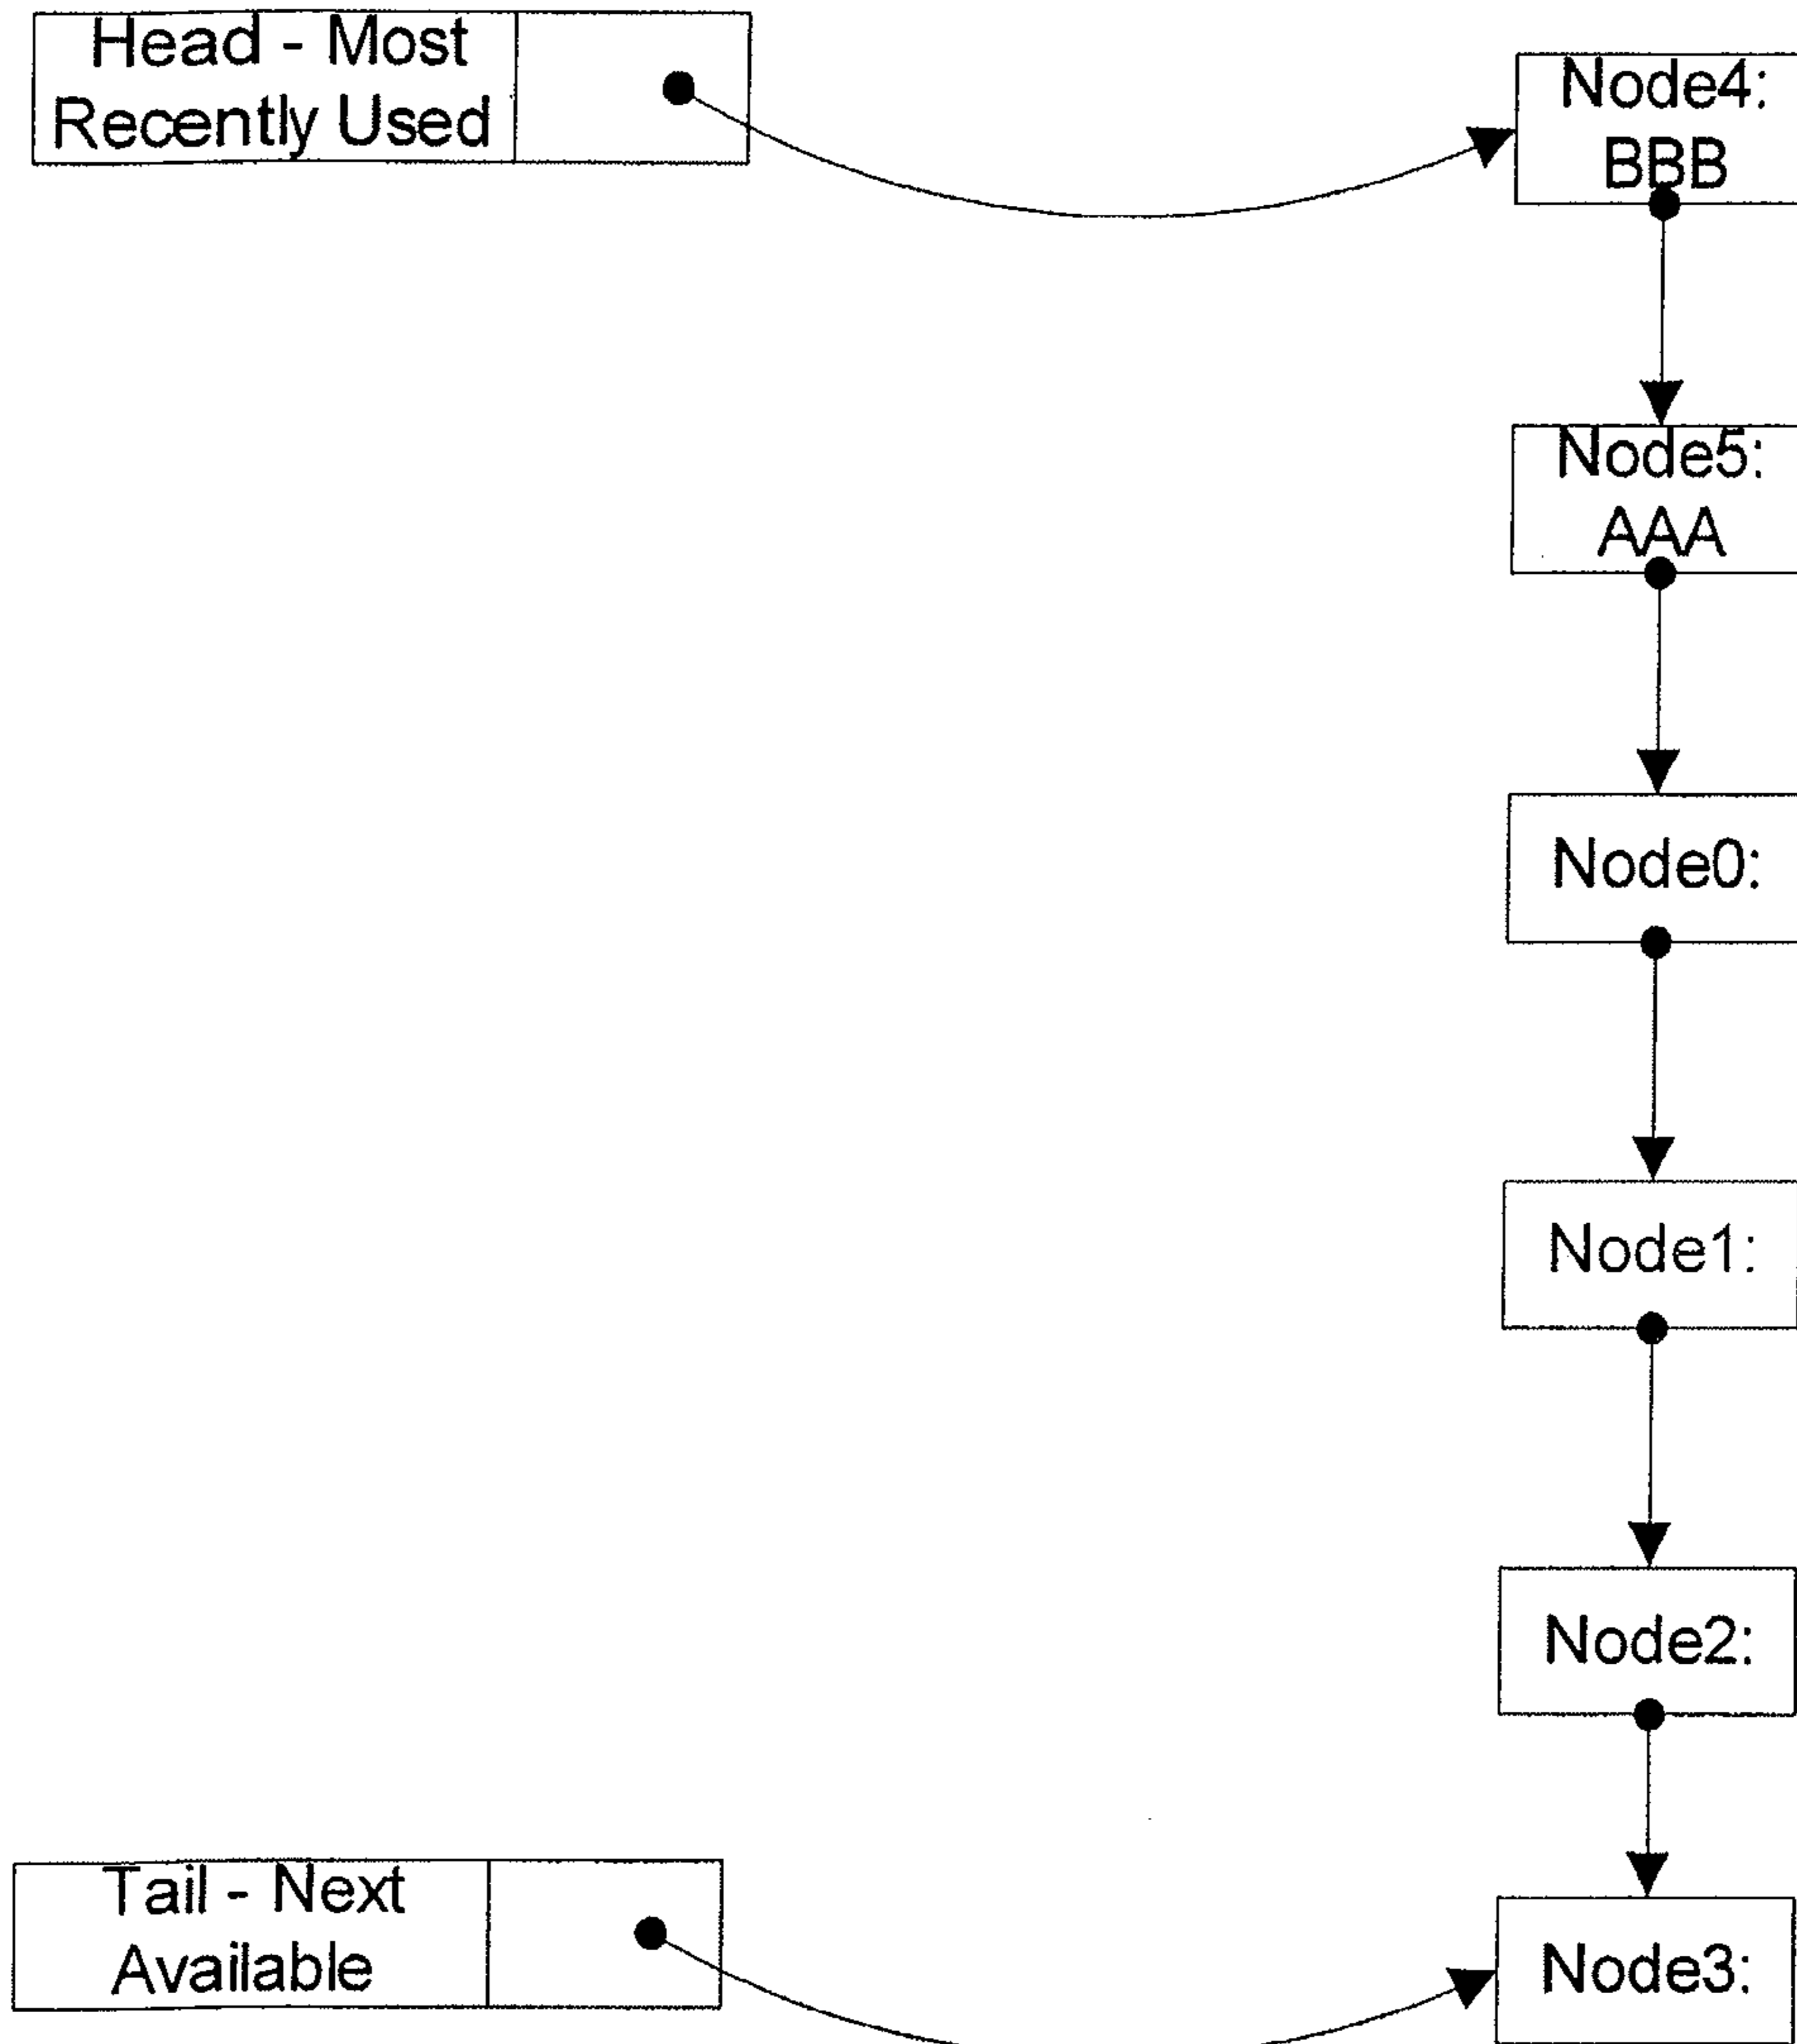 Head - Most
Recently Used
Node4:
BBB
Node5:
AAA
Node0:
Node1:
Node2:
Tail - Next
Available
Node3: